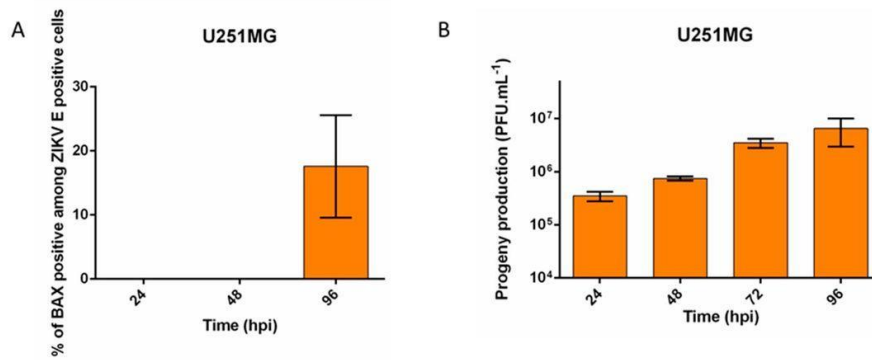 A
U251MG
% of BAX positive among ZIKV E positive cells
30
20
10
0
24
48
96
Time (hpi)
B
U251MG
Progeny production (PFU.mL⁻¹)
10⁷
10⁶
10⁵
10⁴
24
48
72
96
Time (hpi)